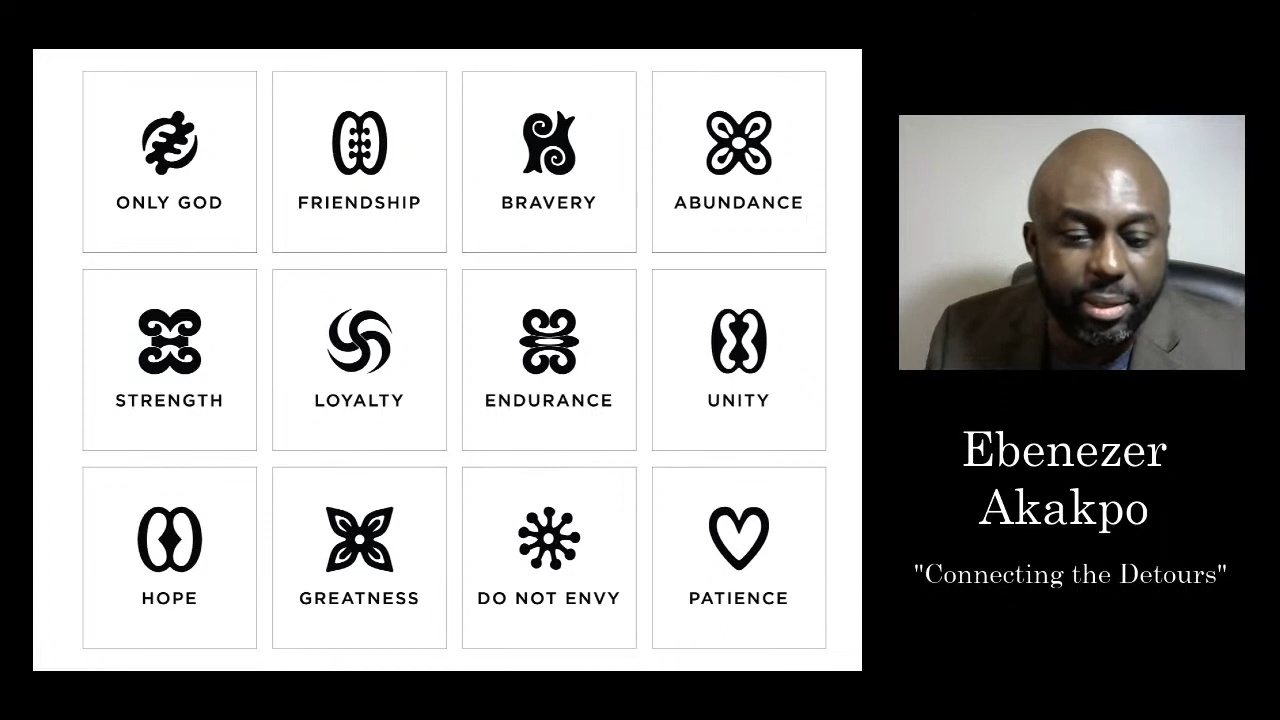 ONLY GOD
FRIENDSHIP
BRAVERY
ABUNDANCE
STRENGTH
LOYALTY
ENDURANCE
UNITY
HOPE
GREATNESS
DO NOT ENVY
PATIENCE
Ebenezer
Akakpo
"Connecting the Detours"